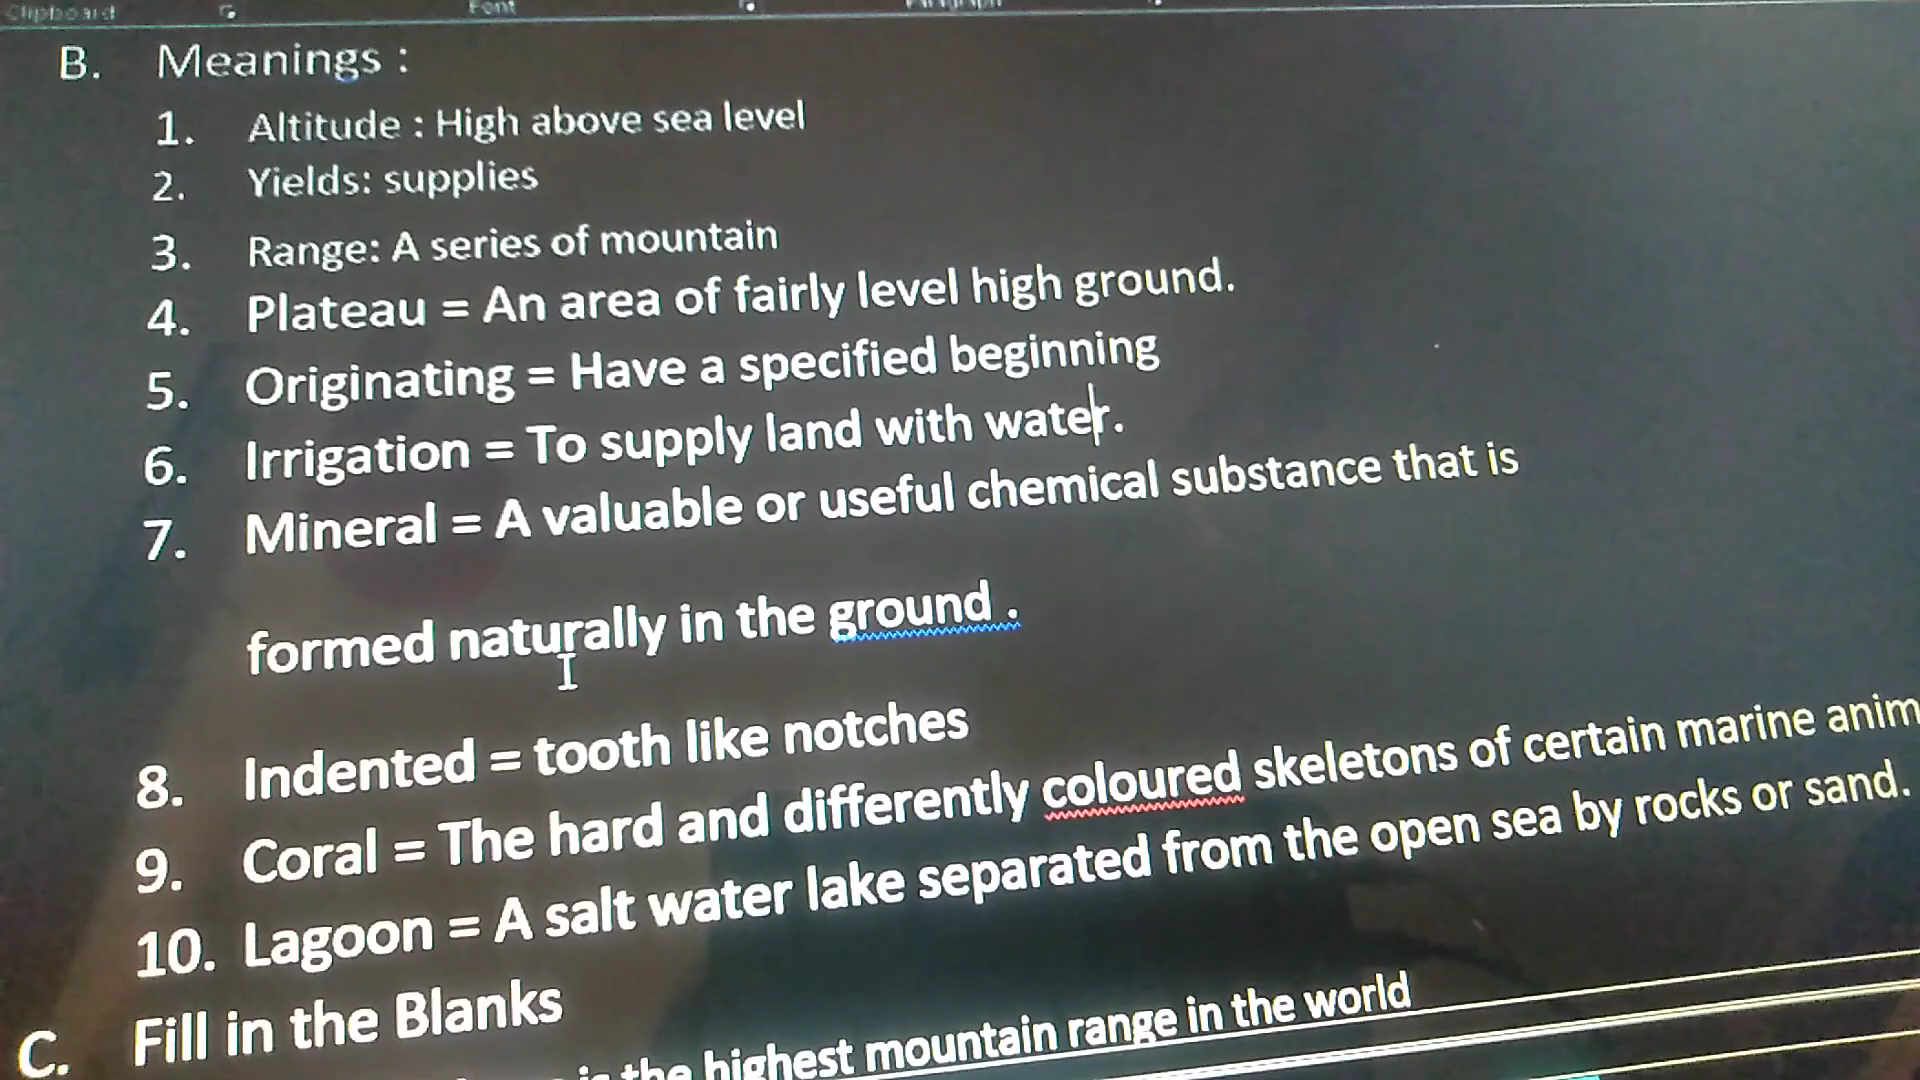 Clipboard Font Paragraph
B. Meanings :
1. Altitude : High above sea level
2. Yields: supplies
3. Range: A series of mountain
4. Plateau = An area of fairly level high ground.
5. Originating = Have a specified beginning
6. Irrigation = To supply land with water.
7. Mineral = A valuable or useful chemical substance that is
formed naturally in the ground .
8. Indented = tooth like notches
9. Coral = The hard and differently coloured skeletons of certain marine anim
10. Lagoon = A salt water lake separated from the open sea by rocks or sand.
C. Fill in the Blanks
is the highest mountain range in the world